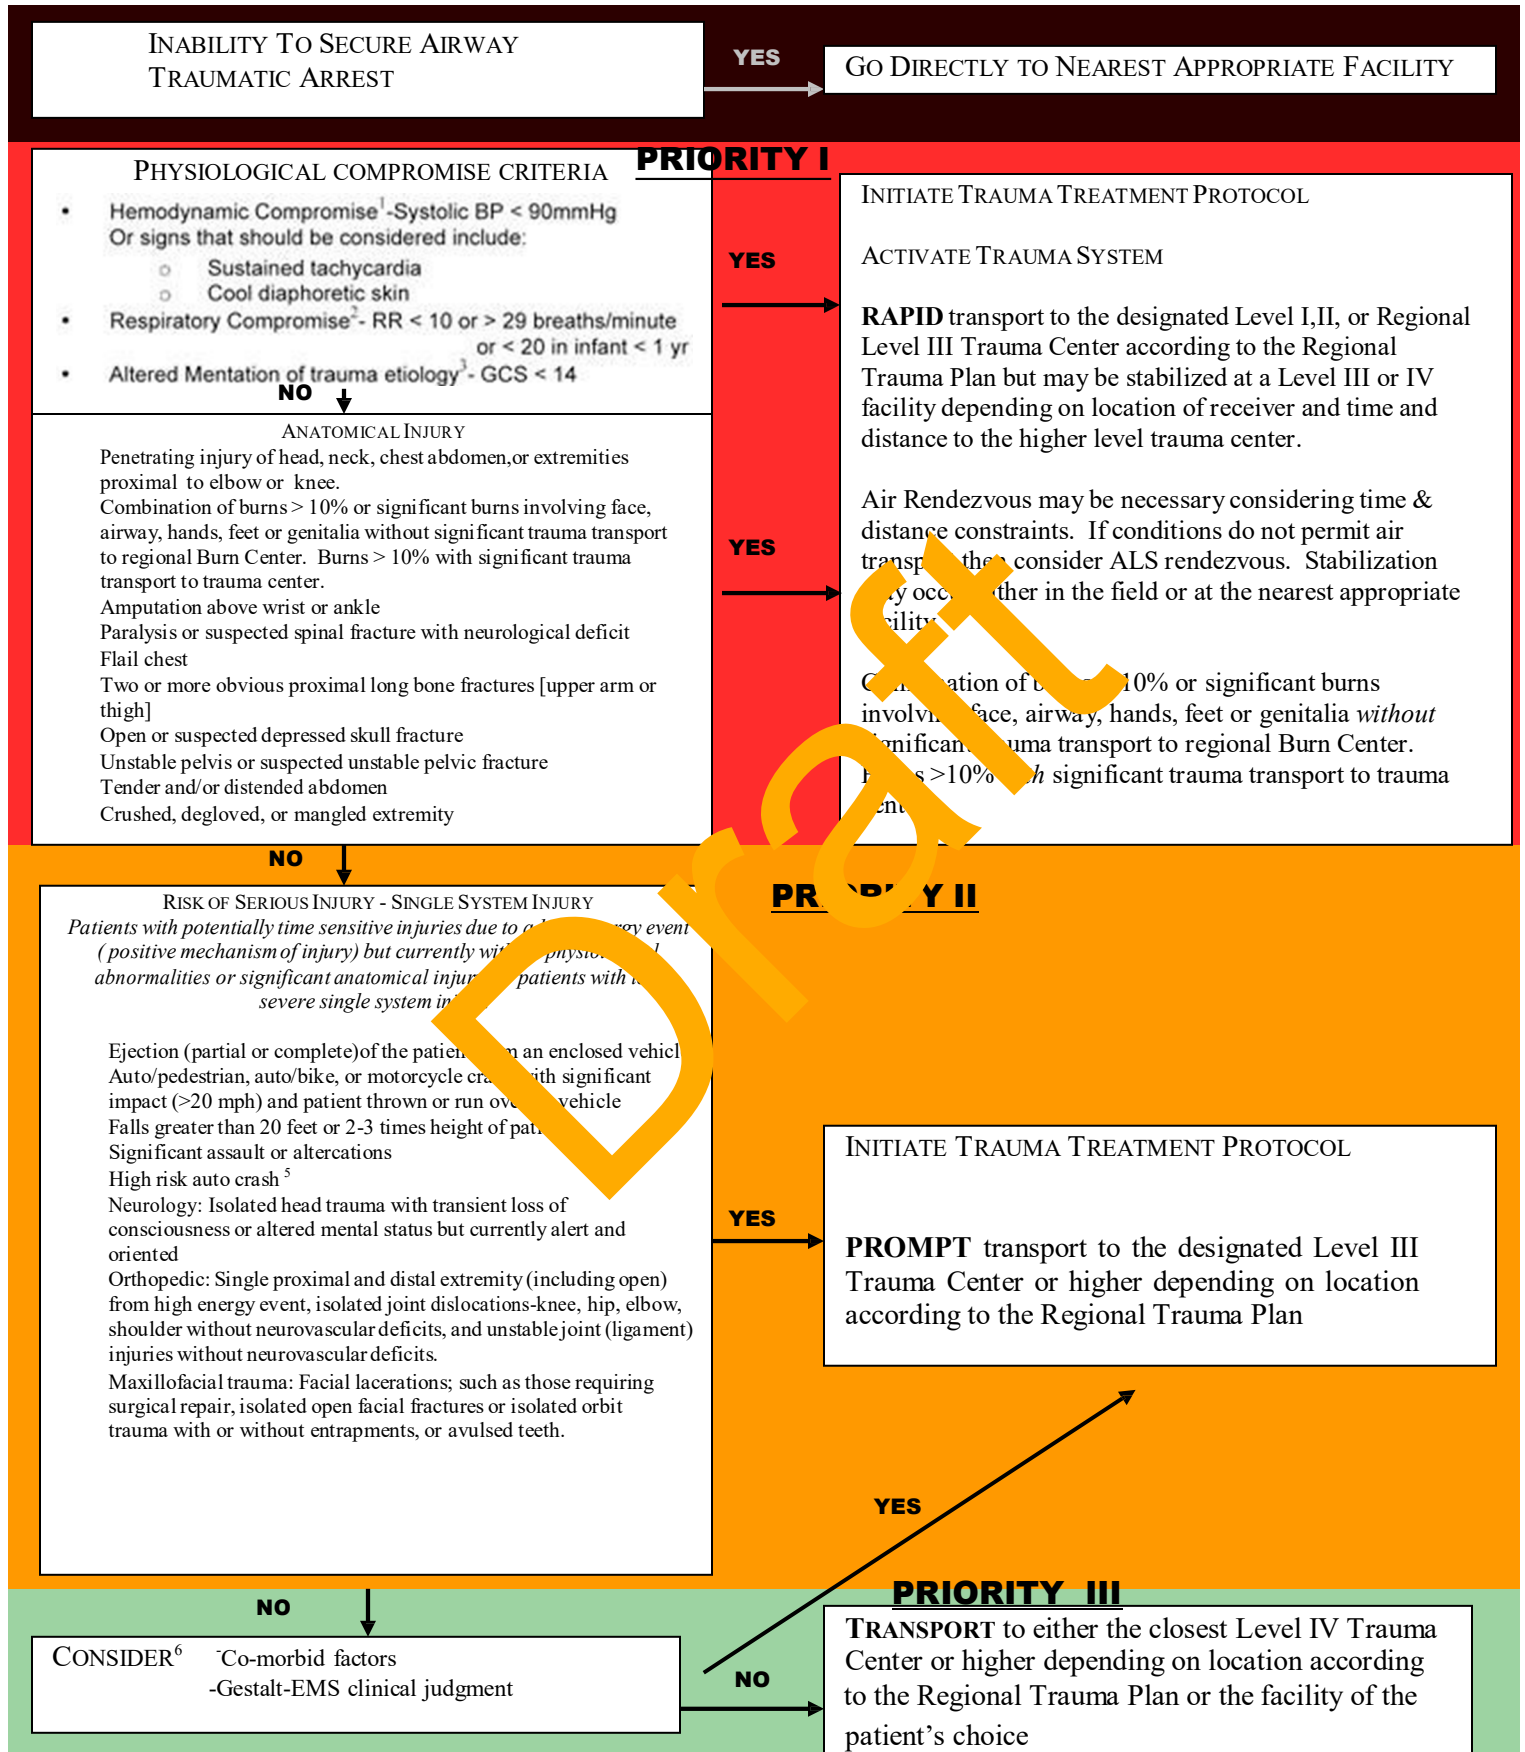 INABILITY TO SECURE AIRWAY
TRAUMATIC ARREST
YES
GO DIRECTLY TO NEAREST APPROPRIATE FACILITY
PRIORITY I
PHYSIOLOGICAL COMPROMISE CRITERIA
• Hemodynamic Compromise¹-Systolic BP < 90mmHg
Or signs that should be considered include:
○ Sustained tachycardia
○ Cool diaphoretic skin
• Respiratory Compromise²- RR < 10 or > 29 breaths/minute
or < 20 in infant < 1 yr
• Altered Mentation of trauma etiology³- GCS < 14
NO
YES
ANATOMICAL INJURY
Penetrating injury of head, neck, chest abdomen,or extremities
proximal to elbow or knee.
Combination of burns > 10% or significant burns involving face,
airway, hands, feet or genitalia without significant trauma transport
to regional Burn Center. Burns > 10% with significant trauma
transport to trauma center.
Amputation above wrist or ankle
Paralysis or suspected spinal fracture with neurological deficit
Flail chest
Two or more obvious proximal long bone fractures [upper arm or
thigh]
Open or suspected depressed skull fracture
Unstable pelvis or suspected unstable pelvic fracture
Tender and/or distended abdomen
Crushed, degloved, or mangled extremity
YES
INITIATE TRAUMA TREATMENT PROTOCOL
ACTIVATE TRAUMA SYSTEM
RAPID transport to the designated Level I,II, or Regional
Level III Trauma Center according to the Regional
Trauma Plan but may be stabilized at a Level III or IV
facility depending on location of receiver and time and
distance to the higher level trauma center.
Air Rendezvous may be necessary considering time &
distance constraints. If conditions do not permit air
consider ALS rendezvous. Stabilization
in the field or at the nearest appropriate
of 10% or significant burns
face, airway, hands, feet or genitalia without
transport to regional Burn Center.
>10% significant trauma transport to trauma
Draft
NO
PRIORITY II
RISK OF SERIOUS INJURY - SINGLE SYSTEM INJURY
Patients with potentially time sensitive injuries due to a event
( positive mechanism of injury) but currently
abnormalities or significant anatomical patients with
severe single system
Ejection (partial or complete)of the an enclosed
Auto/pedestrian, auto/bike, or motorcycle with significant
impact (>20 mph) and patient thrown or run vehicle
Falls greater than 20 feet or 2-3 times height of
Significant assault or altercations
High risk auto crash ⁵
Neurology: Isolated head trauma with transient loss of
consciousness or altered mental status but currently alert and
oriented
Orthopedic: Single proximal and distal extremity (including open)
from high energy event, isolated joint dislocations-knee, hip, elbow,
shoulder without neurovascular deficits, and unstable joint (ligament)
injuries without neurovascular deficits.
Maxillofacial trauma: Facial lacerations; such as those requiring
surgical repair, isolated open facial fractures or isolated orbit
trauma with or without entrapments, or avulsed teeth.
YES
INITIATE TRAUMA TREATMENT PROTOCOL
PROMPT transport to the designated Level III
Trauma Center or higher depending on location
according to the Regional Trauma Plan
YES
NO
PRIORITY III
CONSIDER⁶ -Co-morbid factors
-Gestalt-EMS clinical judgment
NO
TRANSPORT to either the closest Level IV Trauma
Center or higher depending on location according
to the Regional Trauma Plan or the facility of the
patient's choice